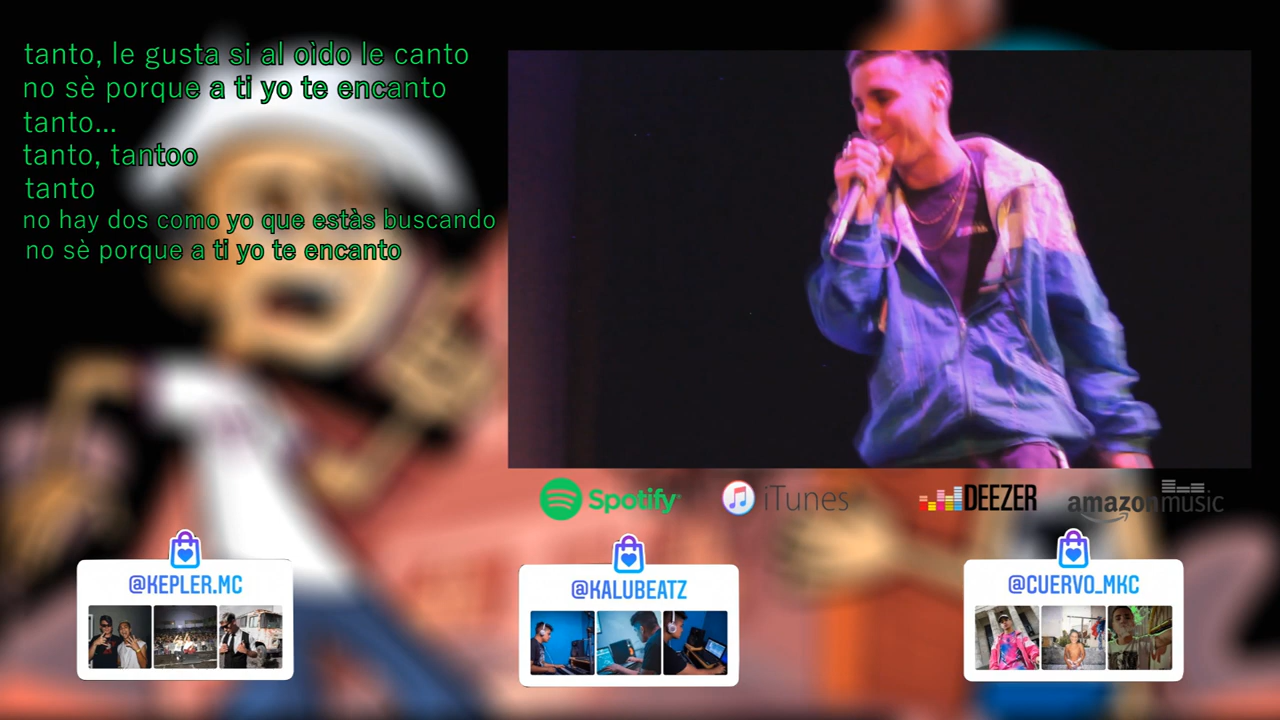 tanto, le gusta si al oìdo le canto
no sè porque a ti yo te encanto
tanto...
tanto, tantoo
tanto
no hay dos como yo que estàs buscando
no sè porque a ti yo te encanto
Spotify
iTunes
DEEZER
amazonmusic
@KEPLER.MC
@KALUBEATZ
@CUERVO_MKC